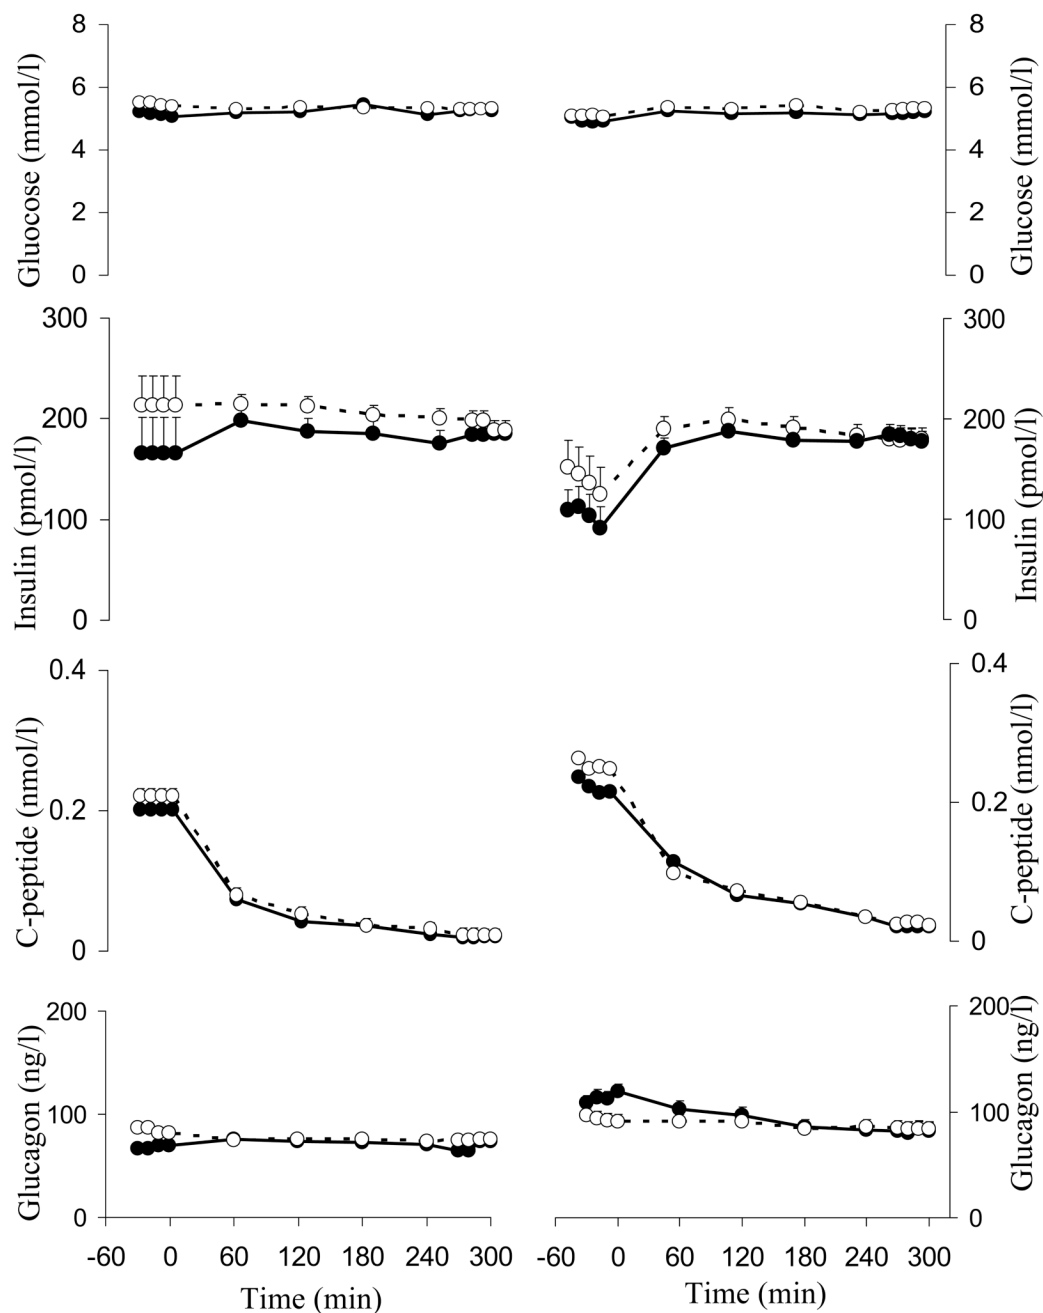 8
6
4
2
0
Gluocose (mmol/l)
8
6
4
2
0
Glucose (mmol/l)
300
200
100
0
Insulin (pmol/l)
300
200
100
0
Insulin (pmol/l)
0.4
0.2
0
C-peptide (nmol/l)
0.4
0.2
0
C-peptide (nmol/l)
200
100
0
Glucagon (ng/l)
200
100
0
Glucagon (ng/l)
-60 0 60 120 180 240 300
Time (min)
-60 0 60 120 180 240 300
Time (min)